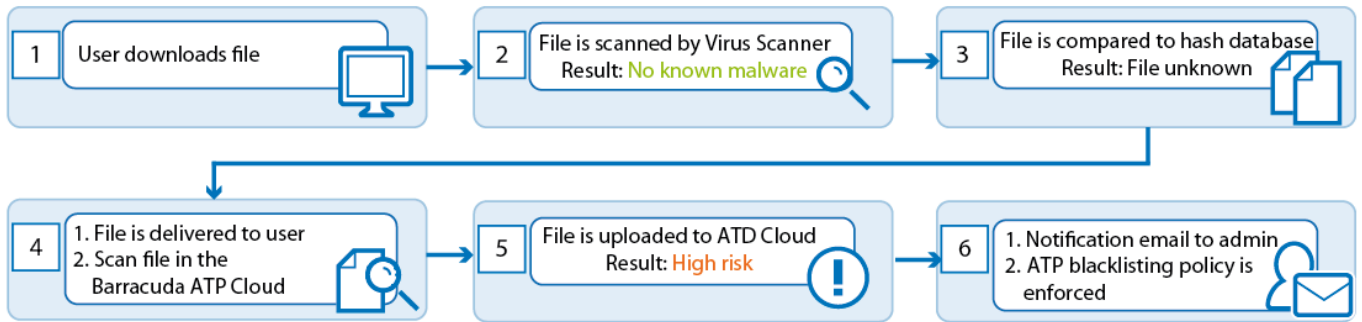 1
User downloads file
2
File is scanned by Virus Scanner
Result: No known malware
3
File is compared to hash database
Result: File unknown
4
1. File is delivered to user
2. Scan file in the
Barracuda ATP Cloud
5
File is uploaded to ATD Cloud
Result: High risk
6
1. Notification email to admin
2. ATP blacklisting policy is
enforced